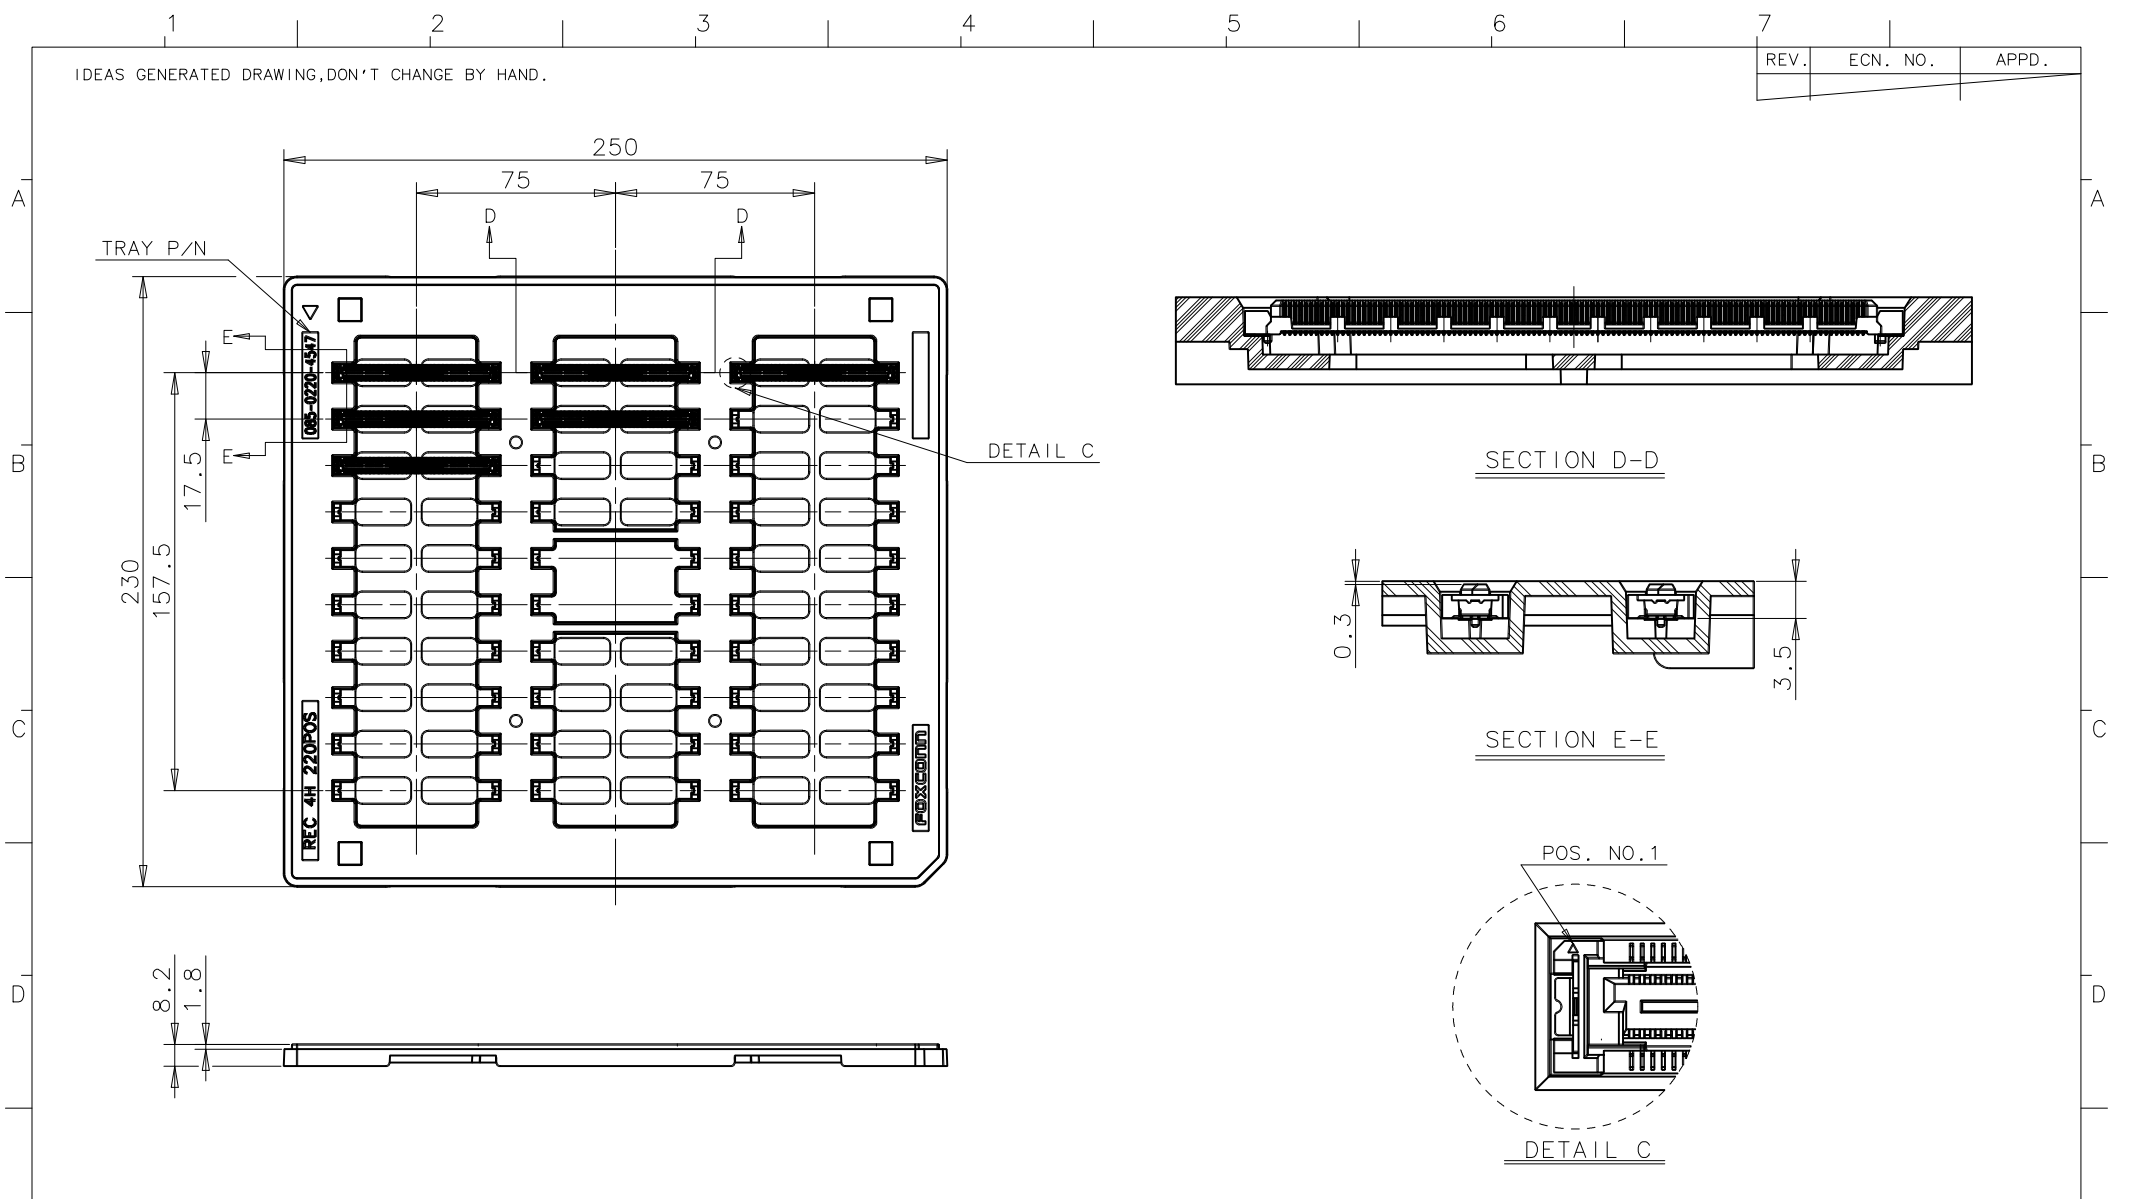 1 2 3 4 5 6 7
REV. ECN. NO. APPD.
IDEAS GENERATED DRAWING,DON'T CHANGE BY HAND.
250
75 75
A A
D D
TRAY P/N
E
085-0220-4547
DETAIL C
E
B B
17.5
SECTION D-D
157.5
230
0.3
3.5
C C
REC 4H 220POS
FOXCONN
SECTION E-E
POS. NO.1
8.2
1.8
D D
DETAIL C